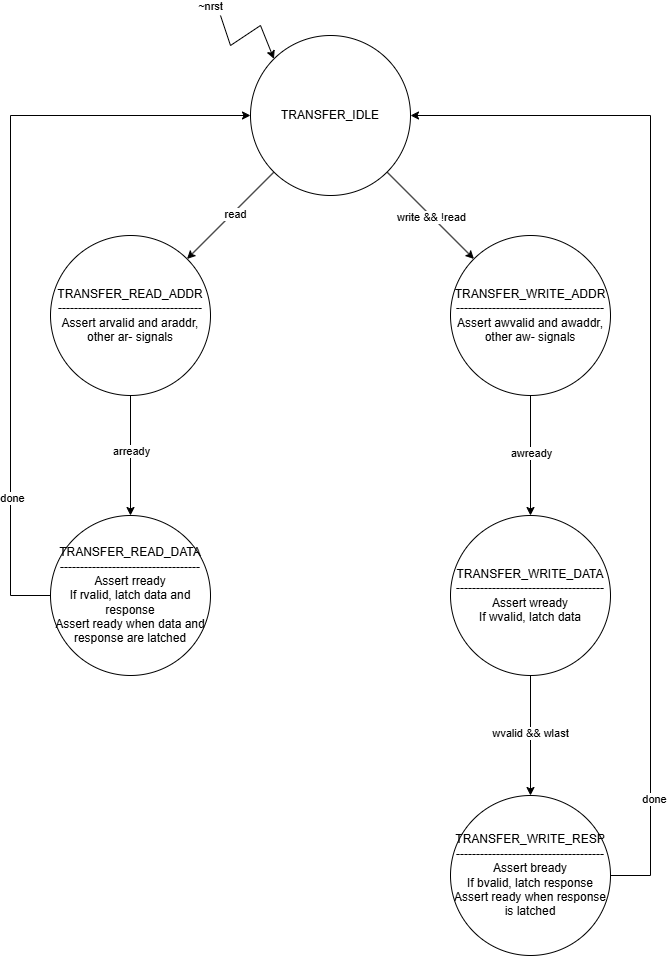 ~nrst
TRANSFER_IDLE
read
write && !read
TRANSFER_READ_ADDR
Assert arvalid and araddr,
other ar- signals
TRANSFER_WRITE_ADDR
Assert awvalid and awaddr,
other aw- signals
arready
awready
done
TRANSFER_READ_DATA
Assert rready
If rvalid, latch data and
response
Assert ready when data and
response are latched
TRANSFER_WRITE_DATA
Assert wready
If wvalid, latch data
wvalid && wlast
done
TRANSFER_WRITE_RESP
Assert bready
If bvalid, latch response
Assert ready when response
is latched